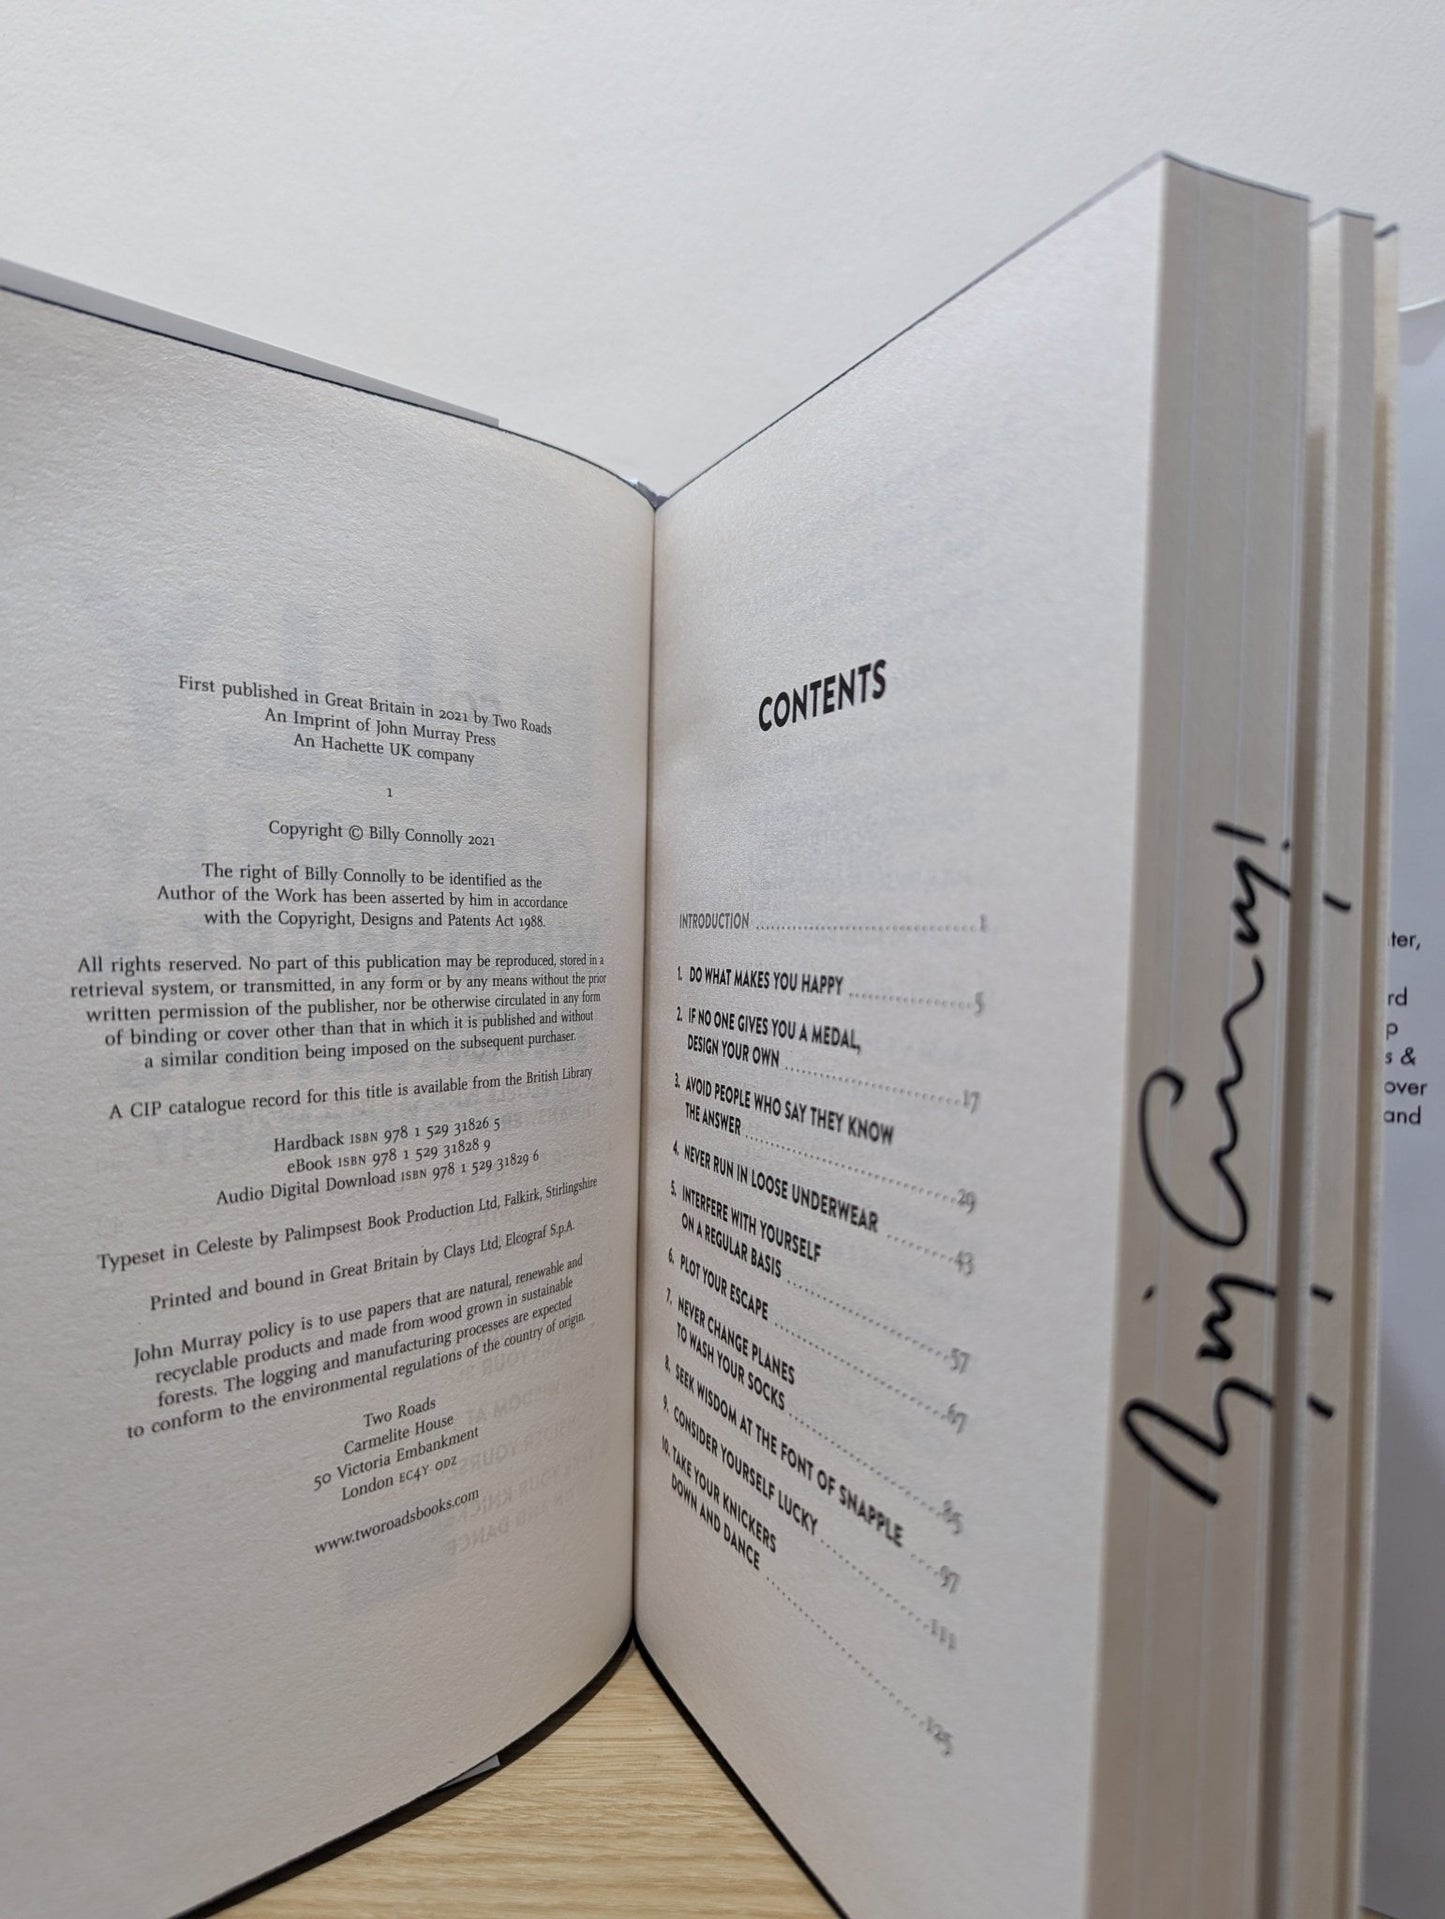 First published in Great Britain in 2021 by Two Roads
An Imprint of John Murray Press
An Hachette UK company
1
Copyright © Billy Connolly 2021
The right of Billy Connolly to be identified as the
Author of the Work has been asserted by him in accordance
with the Copyright, Designs and Patents Act 1988.
All rights reserved. No part of this publication may be reproduced, stored in a
retrieval system, or transmitted, in any form or by any means without the prior
written permission of the publisher, nor be otherwise circulated in any form
of binding or cover other than that in which it is published and without
a similar condition being imposed on the subsequent purchaser.
A CIP catalogue record for this title is available from the British Library
Hardback ISBN 978 1 529 31826 5
eBook ISBN 978 1 529 31828 9
Audio Digital Download ISBN 978 1 529 31829 6
Typeset in Celeste by Palimpsest Book Production Ltd, Falkirk, Stirlingshire
Printed and bound in Great Britain by Clays Ltd, Elcograf S.p.A.
John Murray policy is to use papers that are natural, renewable and
recyclable products and made from wood grown in sustainable
forests. The logging and manufacturing processes are expected
to conform to the environmental regulations of the country of origin.
Two Roads
Carmelite House
50 Victoria Embankment
London EC4Y 0DZ
www.tworoadsbooks.com
CONTENTS
INTRODUCTION 1
1. DO WHAT MAKES YOU HAPPY 5
2. IF NO ONE GIVES YOU A MEDAL,
DESIGN YOUR OWN 17
3. AVOID PEOPLE WHO SAY THEY KNOW
THE ANSWER 29
4. NEVER RUN IN LOOSE UNDERWEAR 43
5. INTERFERE WITH YOURSELF
ON A REGULAR BASIS 57
6. PLOT YOUR ESCAPE 67
7. NEVER CHANGE PLANES
TO WASH YOUR SOCKS 85
8. SEEK WISDOM AT THE FONT OF SNAPPLE 97
9. CONSIDER YOURSELF LUCKY 111
10. TAKE YOUR KNICKERS
DOWN AND DANCE 125
ter,
rd
p
s &
over
and